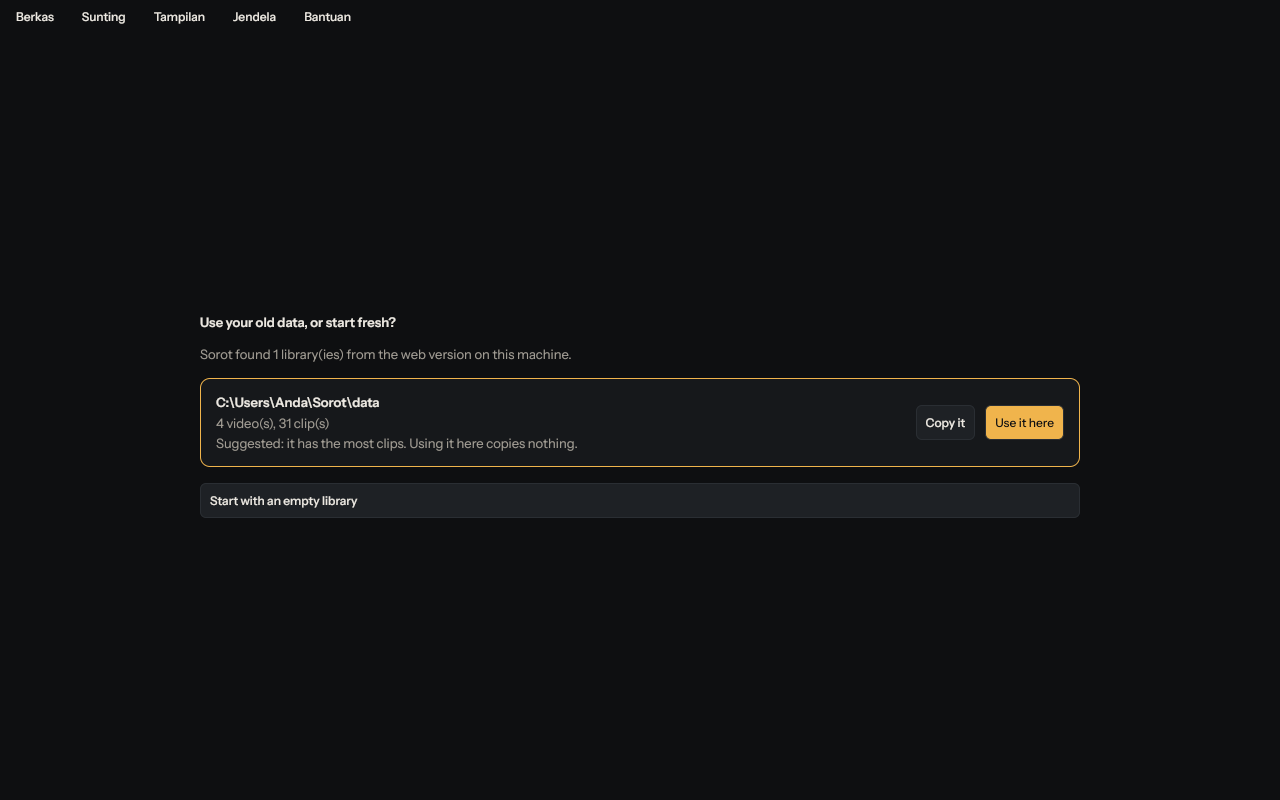 Berkas Sunting Tampilan Jendela Bantuan
Use your old data, or start fresh?
Sorot found 1 library(ies) from the web version on this machine.
C:\Users\Anda\Sorot\data
4 video(s), 31 clip(s)
Suggested: it has the most clips. Using it here copies nothing.
Copy it
Use it here
Start with an empty library